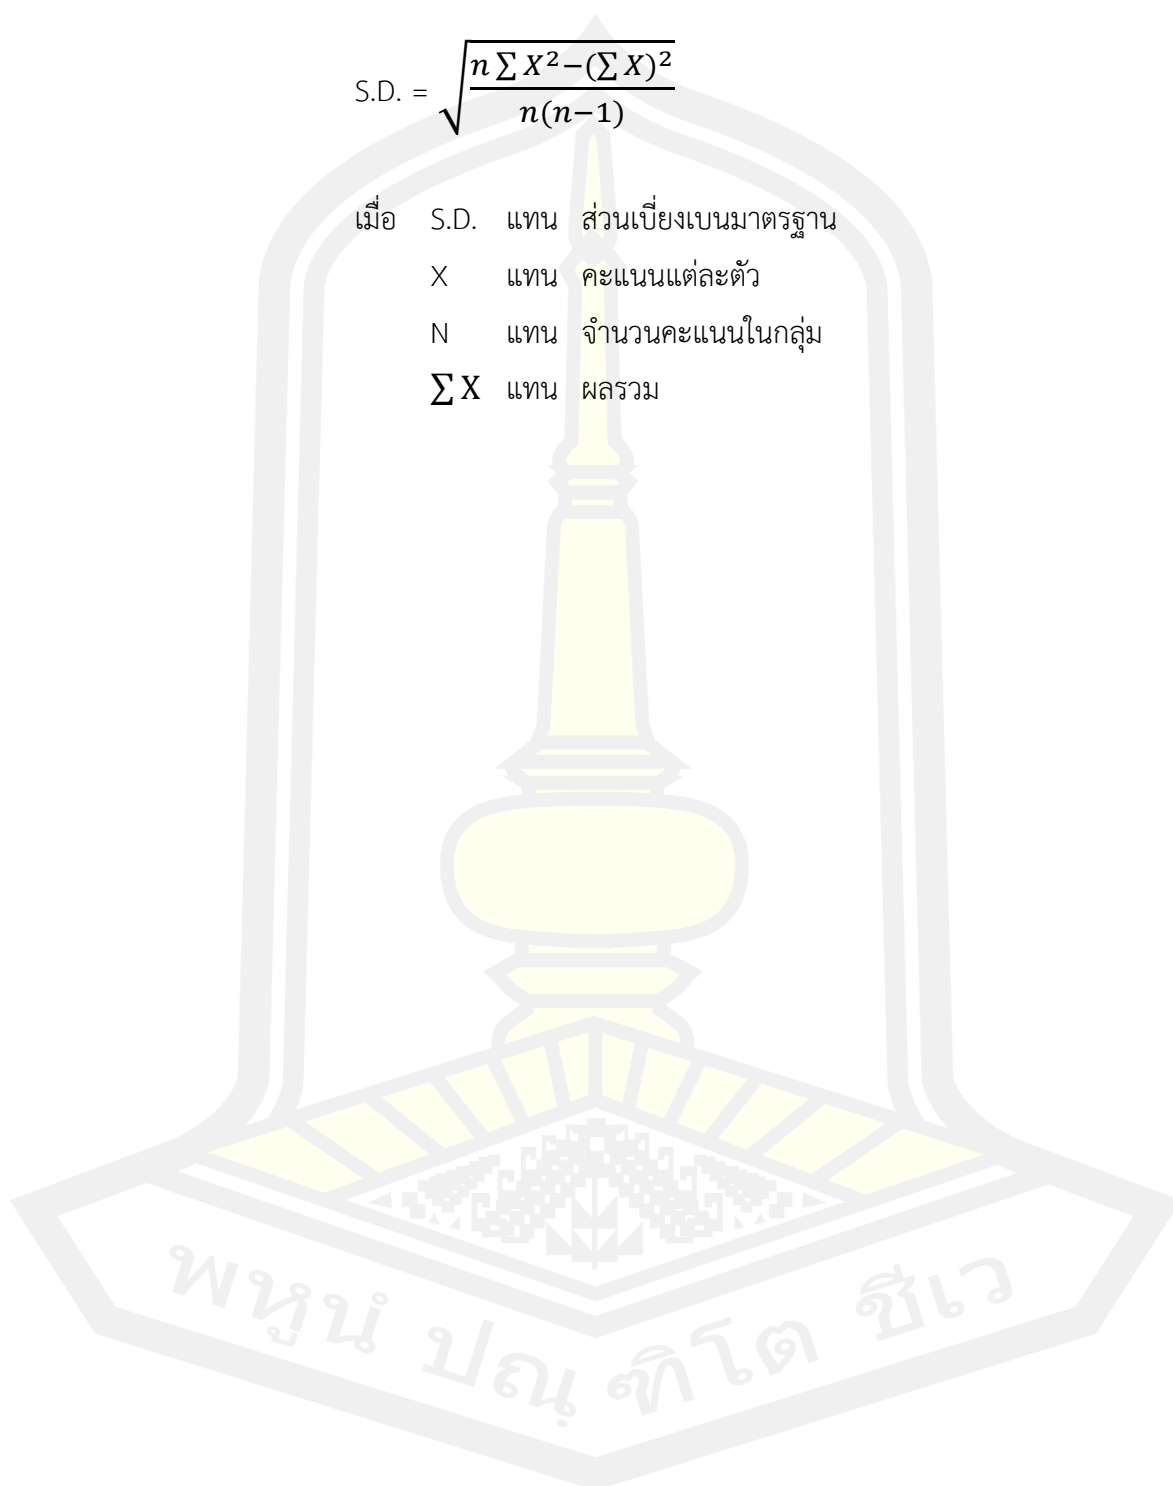 S.D. = √(n∑X²−(∑X)²/ n(n−1))
เมื่อ S.D. แทน ส่วนเบี่ยงเบนมาตรฐาน
X แทน คะแนนแต่ละตัว
N แทน จำนวนคะแนนในกลุ่ม
∑X แทน ผลรวม
พหูนํ ปณฺฑิโต ชีเว